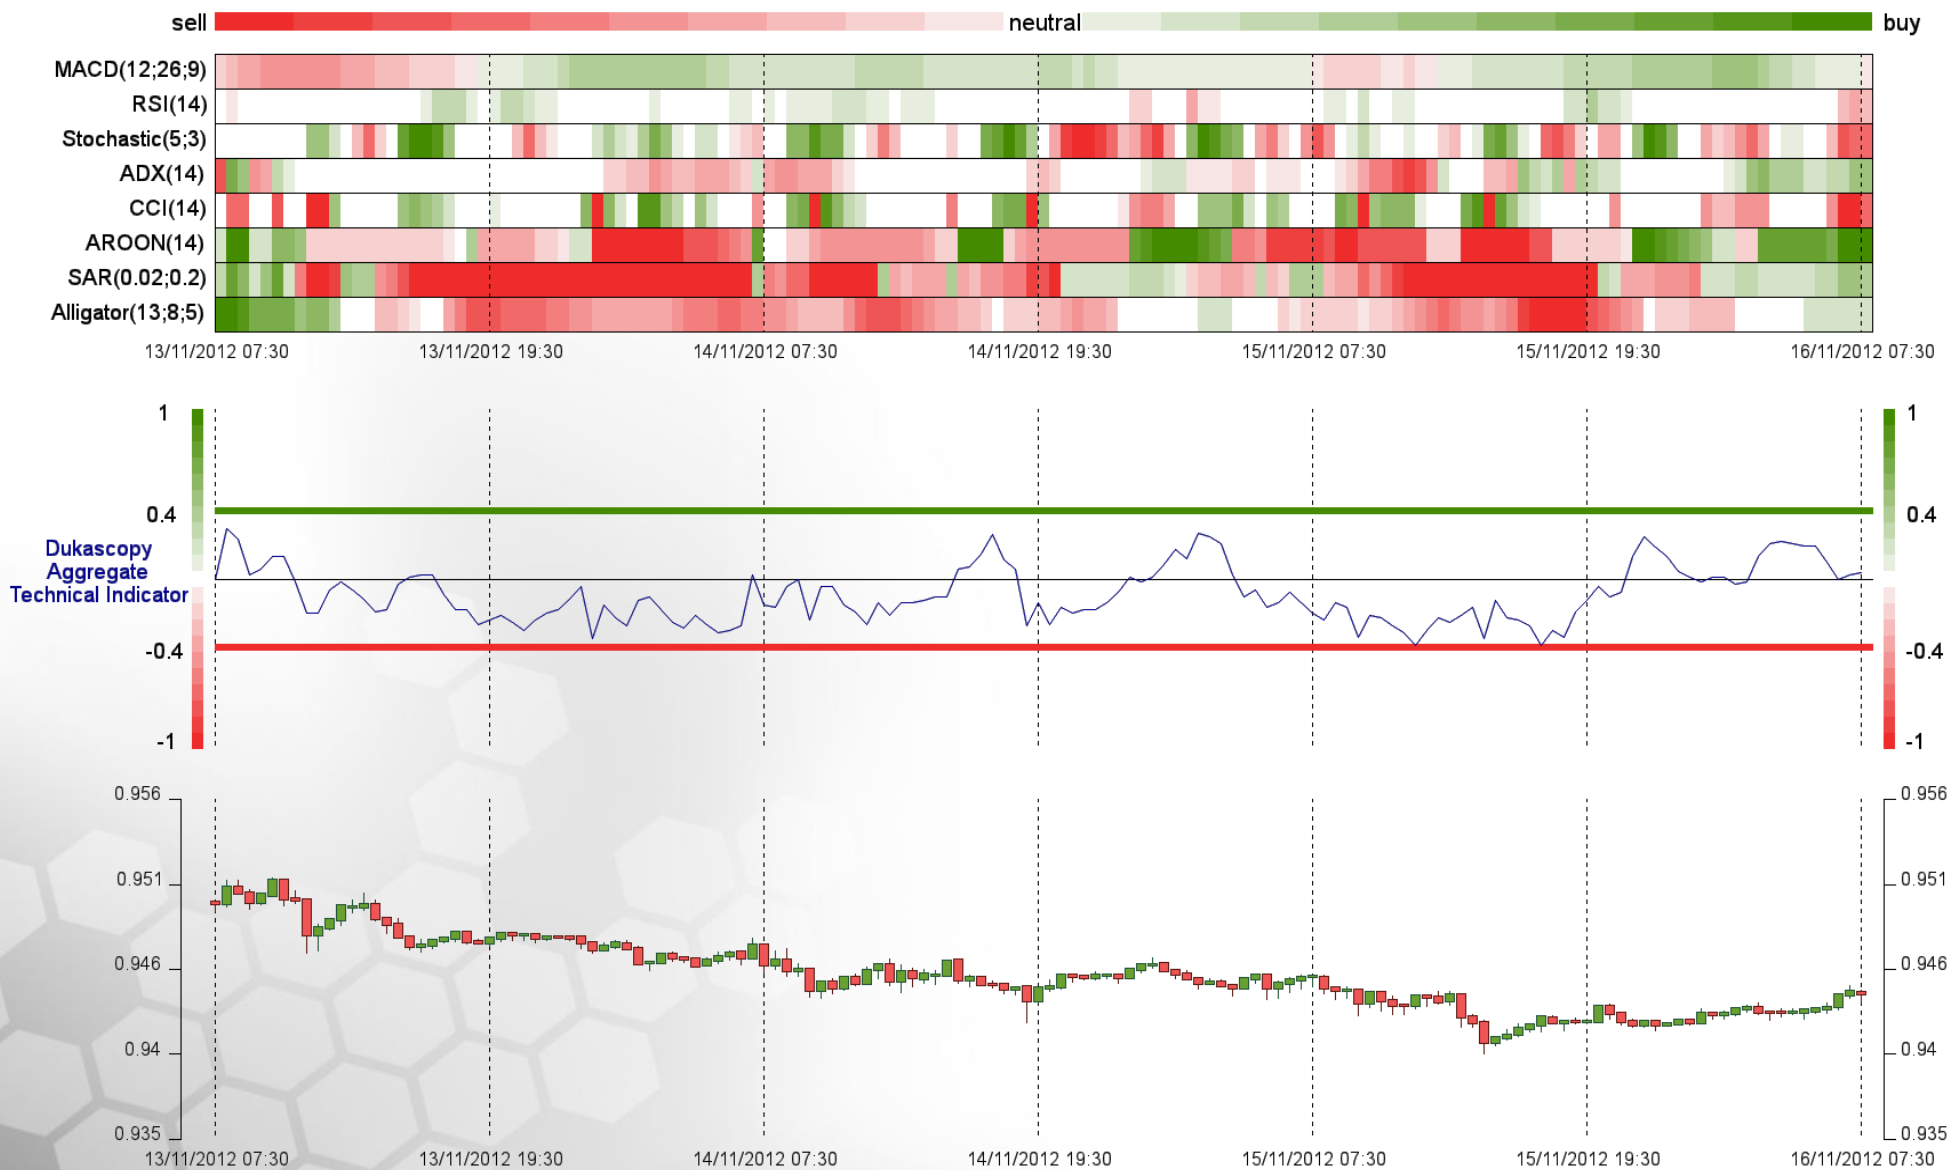 sell neutral buy
MACD(12;26;9)
RSI(14)
Stochastic(5;3)
ADX(14)
CCI(14)
AROON(14)
SAR(0.02;0.2)
Alligator(13;8;5)
13/11/2012 07:30 13/11/2012 19:30 14/11/2012 07:30 14/11/2012 19:30 15/11/2012 07:30 15/11/2012 19:30 16/11/2012 07:30
1 1
0.4 0.4
Dukascopy
Aggregate
Technical Indicator
-0.4 -0.4
-1 -1
0.956 0.956
0.951 0.951
0.946 0.946
0.94 0.94
0.935 0.935
13/11/2012 07:30 13/11/2012 19:30 14/11/2012 07:30 14/11/2012 19:30 15/11/2012 07:30 15/11/2012 19:30 16/11/2012 07:30